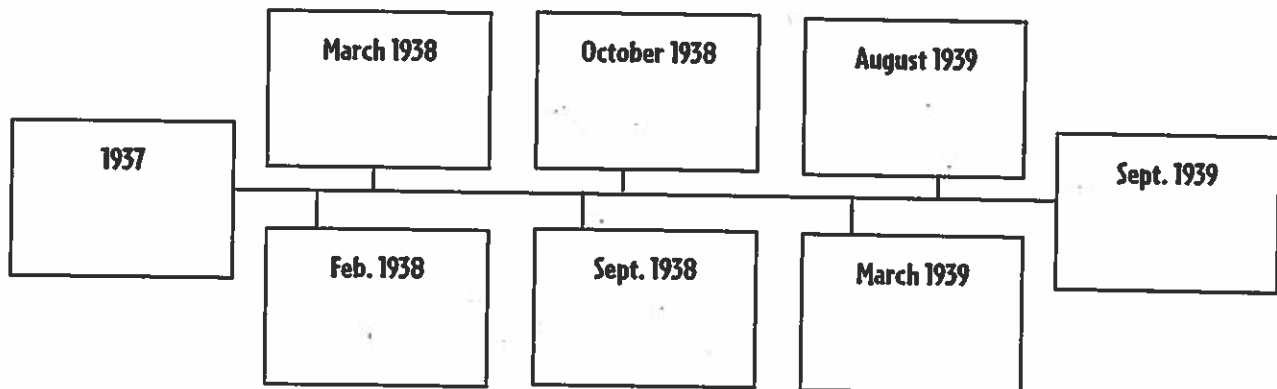 March 1938
October 1938
August 1939
1937
Sept. 1939
Feb. 1938
Sept. 1938
March 1939